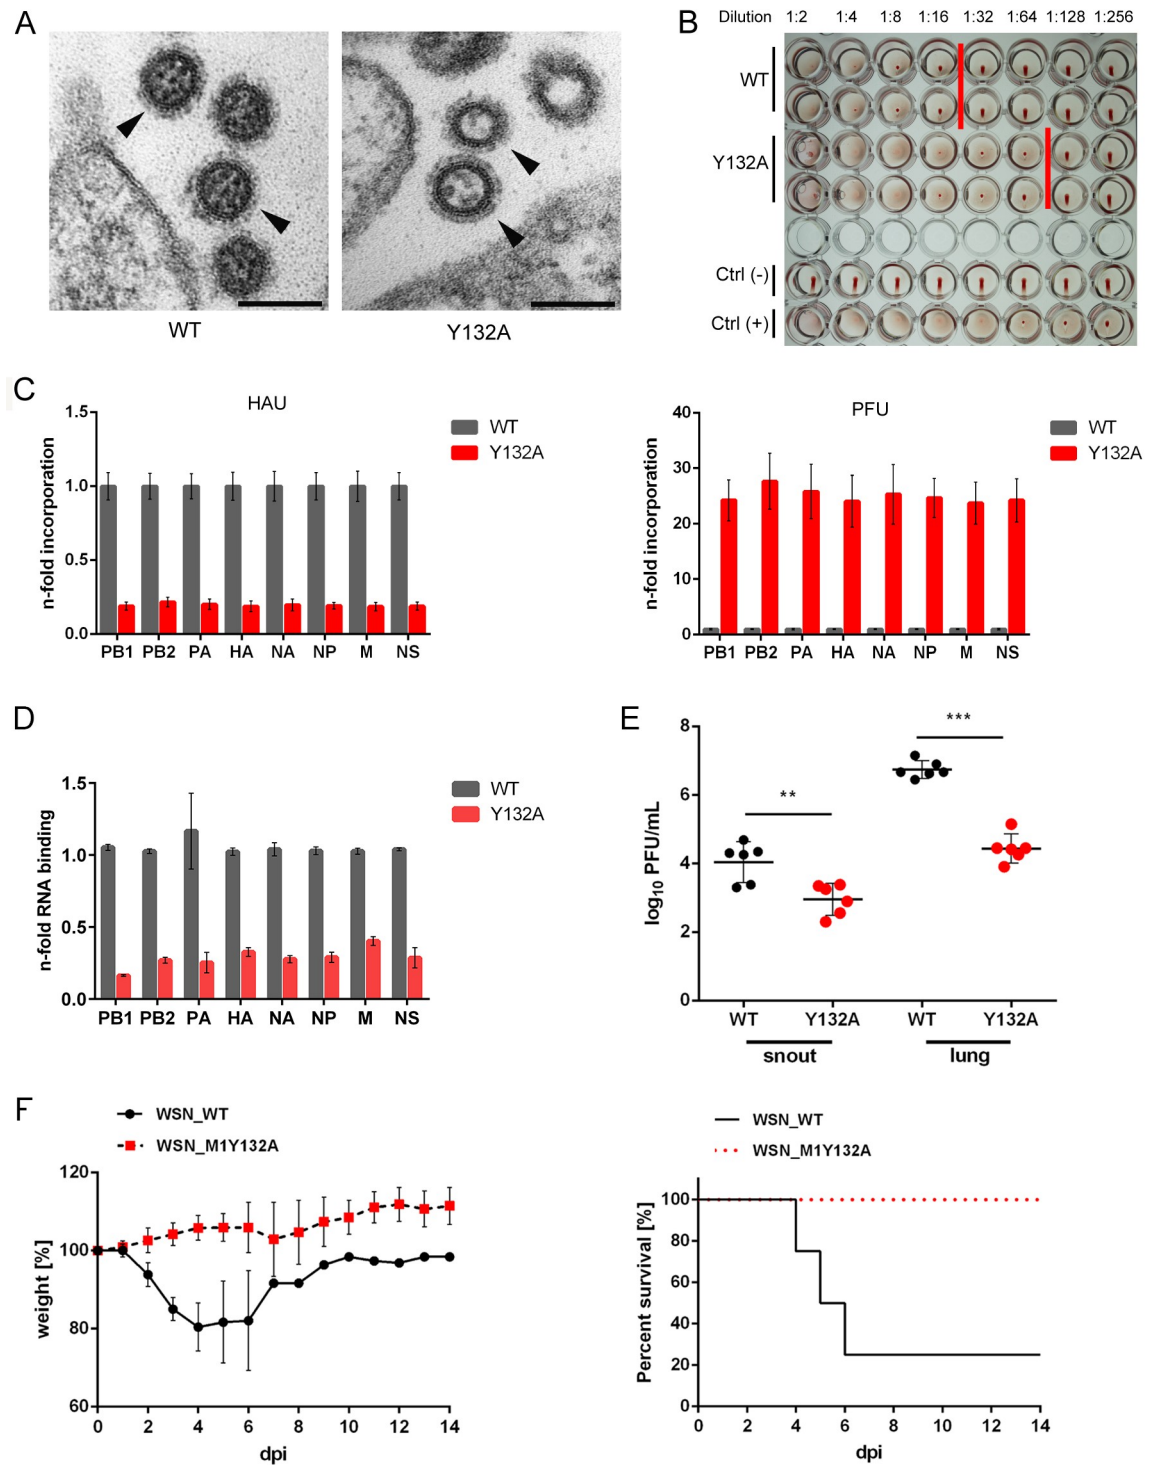 A
WT
Y132A
B
Dilution 1:2 1:4 1:8 1:16 1:32 1:64 1:128 1:256
WT
Y132A
Ctrl (-)
Ctrl (+)
C
HAU
n-fold incorporation
1.5
1.0
0.5
0.0
PB1 PB2 PA HA NA NP M NS
WT
Y132A
PFU
n-fold incorporation
40
30
20
10
0
PB1 PB2 PA HA NA NP M NS
WT
Y132A
D
n-fold RNA binding
1.5
1.0
0.5
0.0
PB1 PB2 PA HA NA NP M NS
WT
Y132A
E
log10 PFU/mL
8
6
4
2
0
**
***
WT Y132A WT Y132A
snout lung
F
WSN_WT
WSN_M1Y132A
weight [%]
120
100
80
60
0 2 4 6 8 10 12 14
dpi
WSN_WT
WSN_M1Y132A
Percent survival [%]
100
80
60
40
20
0
0 2 4 6 8 10 12 14
dpi